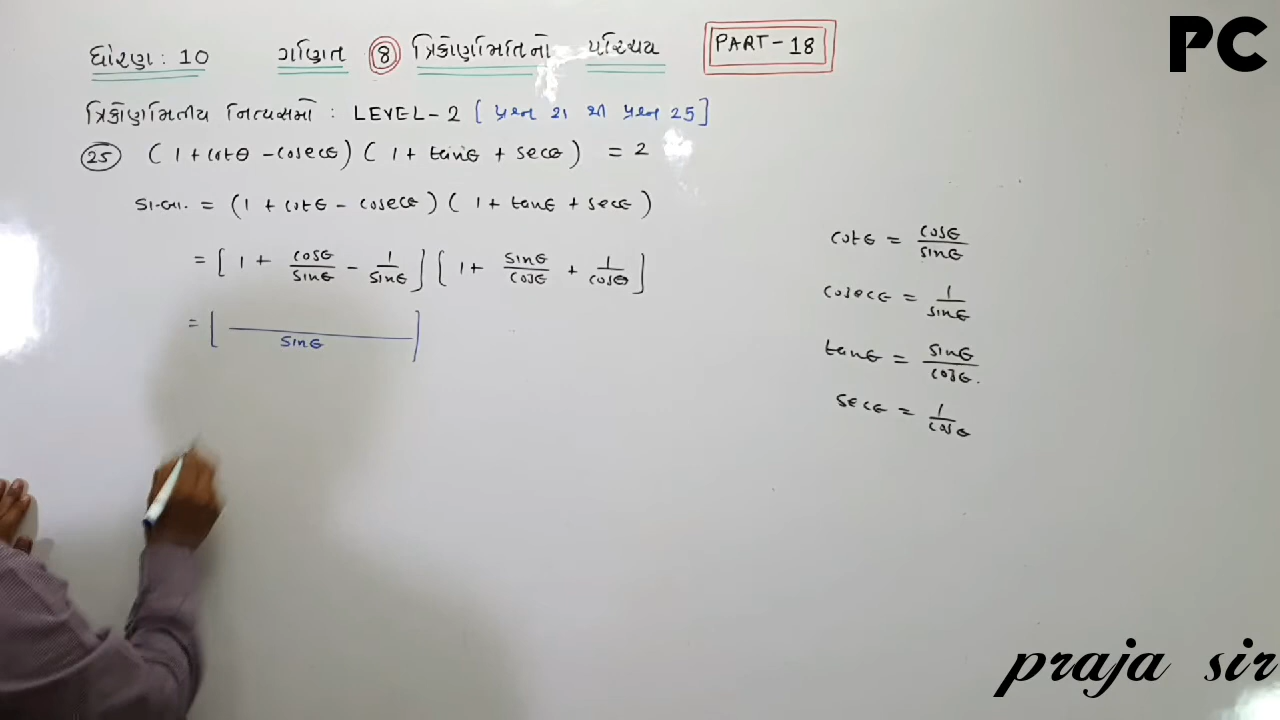 ધોરણ : 10 ગણિત 8 ત્રિકોણમિતિનો પરિચય PART-18
PC
ત્રિકોણમિતીય નિત્યસમો : LEVEL-2 [ પ્રશ્ન 21 થી પ્રશ્ન 25]
25 (1+cotθ-cosecθ)(1+tanθ+secθ) = 2
ડા.બા. = (1+cotθ-cosecθ)(1+tanθ+secθ)
= [1+ cosθ/sinθ - 1/sinθ] [1+ sinθ/cosθ + 1/cosθ]
= [ /sinθ ]
cotθ = cosθ/sinθ
cosecθ = 1/sinθ
tanθ = sinθ/cosθ.
secθ = 1/cosθ
praja sir